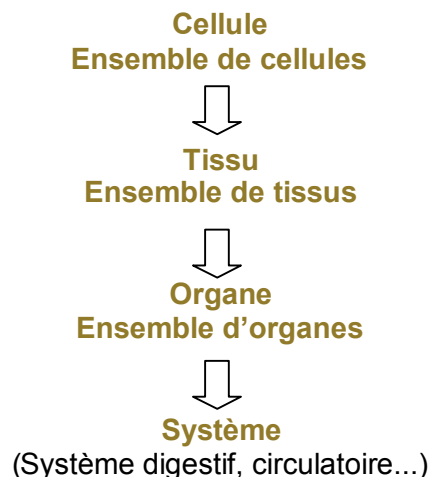 Cellule
Ensemble de cellules
Tissu
Ensemble de tissus
Organe
Ensemble d’organes
Système
(Système digestif, circulatoire...)